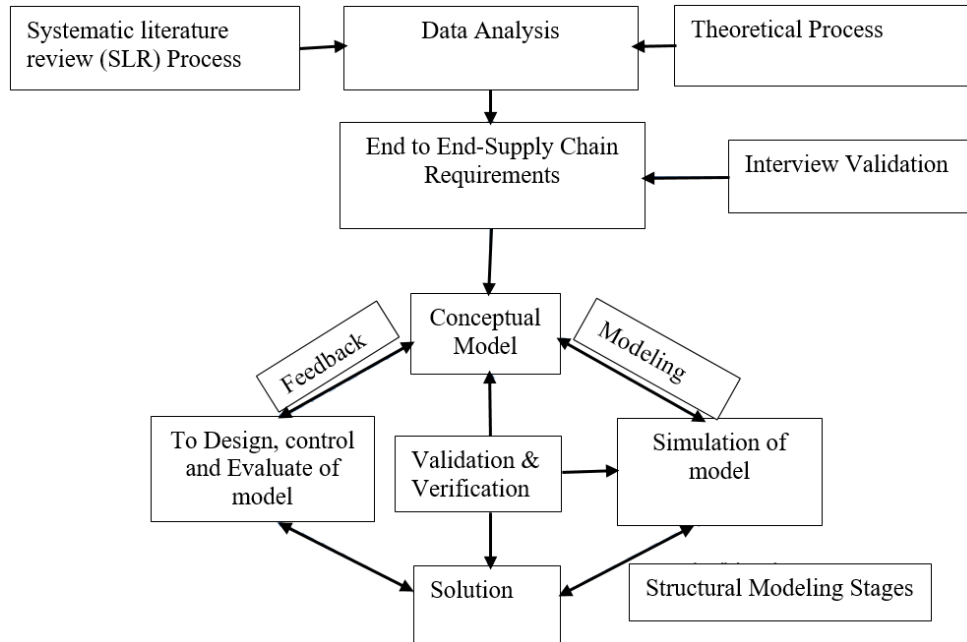 Systematic literature
review (SLR) Process
Data Analysis
Theoretical Process
End to End-Supply Chain
Requirements
Interview Validation
Conceptual
Model
Feedback
Modeling
To Design, control
and Evaluate of
model
Validation &
Verification
Simulation of
model
Solution
Structural Modeling Stages